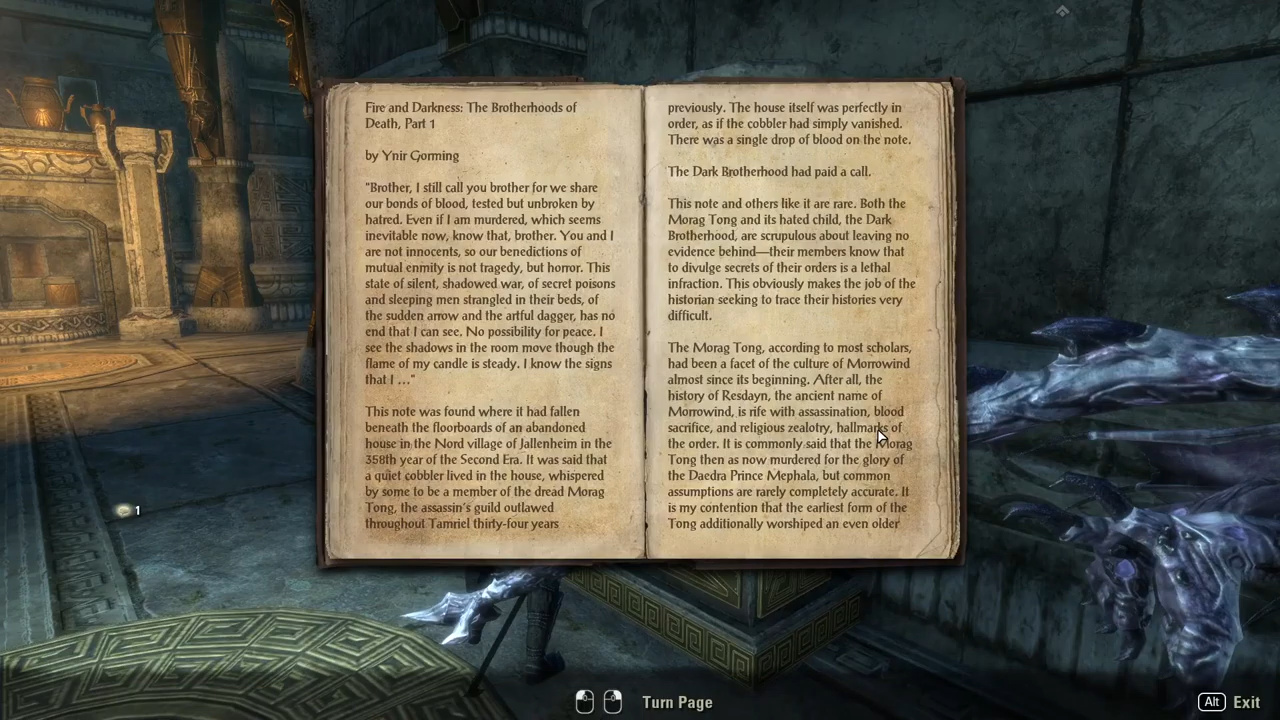 Fire and Darkness: The Brotherhoods of
Death, Part 1
by Ynir Gorming
"Brother, I still call you brother for we share
our bonds of blood, tested but unbroken by
hatred. Even if I am murdered, which seems
inevitable now, know that, brother. You and I
are not innocents, so our benedictions of
mutual enmity is not tragedy, but horror. This
state of silent, shadowed war, of secret poisons
and sleeping men strangled in their beds, of
the sudden arrow and the artful dagger, has no
end that I can see. No possibility for peace. I
see the shadows in the room move though the
flame of my candle is steady. I know the signs
that I ..."
This note was found where it had fallen
beneath the floorboards of an abandoned
house in the Nord village of Jallenheim in the
358th year of the Second Era. It was said that
a quiet cobbler lived in the house, whispered
by some to be a member of the dread Morag
Tong, the assassin's guild outlawed
throughout Tamriel thirty-four years
previously. The house itself was perfectly in
order, as if the cobbler had simply vanished.
There was a single drop of blood on the note.
The Dark Brotherhood had paid a call.
This note and others like it are rare. Both the
Morag Tong and its hated child, the Dark
Brotherhood, are scrupulous about leaving no
evidence behind—their members know that
to divulge secrets of their orders is a lethal
infraction. This obviously makes the job of the
historian seeking to trace their histories very
difficult.
The Morag Tong, according to most scholars,
had been a facet of the culture of Morrowind
almost since its beginning. After all, the
history of Resdayn, the ancient name of
Morrowind, is rife with assassination, blood
sacrifice, and religious zealotry, hallmarks of
the order. It is commonly said that the Morag
Tong then as now murdered for the glory of
the Daedra Prince Mephala, but common
assumptions are rarely completely accurate. It
is my contention that the earliest form of the
Tong additionally worshiped an even older
1
Turn Page
Alt Exit